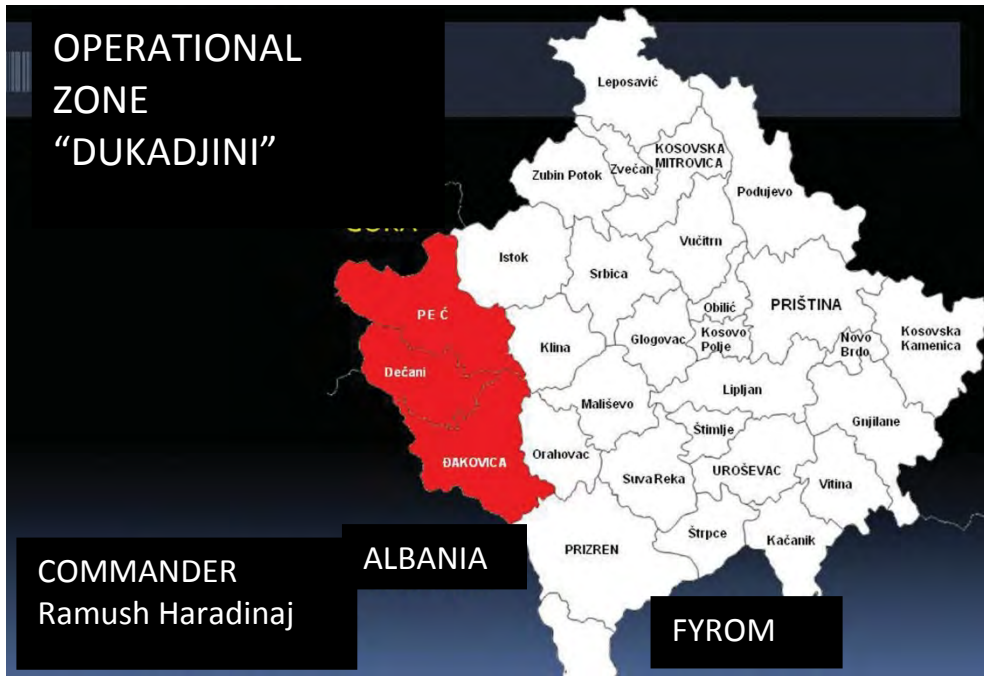 OPERATIONAL
ZONE
“DUKADJINI”
GORA
Leposavić
Zubin Potok
Zvečan
KOSOVSKA
MITROVICA
Podujevo
Vučitrn
Istok
Srbica
PEĆ
Obilić
PRIŠTINA
Kosovo
Polje
Glogovac
Klina
Novo
Brdo
Kosovska
Kamenica
Dečani
Lipljan
Mališevo
Gnjilane
Štimlje
Orahovac
ĐAKOVICA
Suva Reka
UROŠEVAC
Vitina
Štrpce
Kačanik
PRIZREN
ALBANIA
COMMANDER
Ramush Haradinaj
FYROM